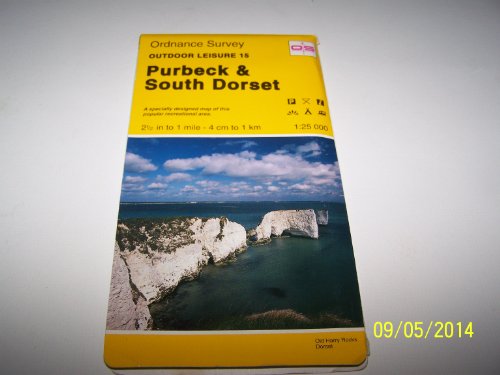 Ordnance Survey
OS
OUTDOOR LEISURE 15
Purbeck &
South Dorset
A specially designed map of this
popular recreational area.
2½ in to 1 mile - 4 cm to 1 km
1:25 000
Old Harry Rocks
Dorset
09/05/2014